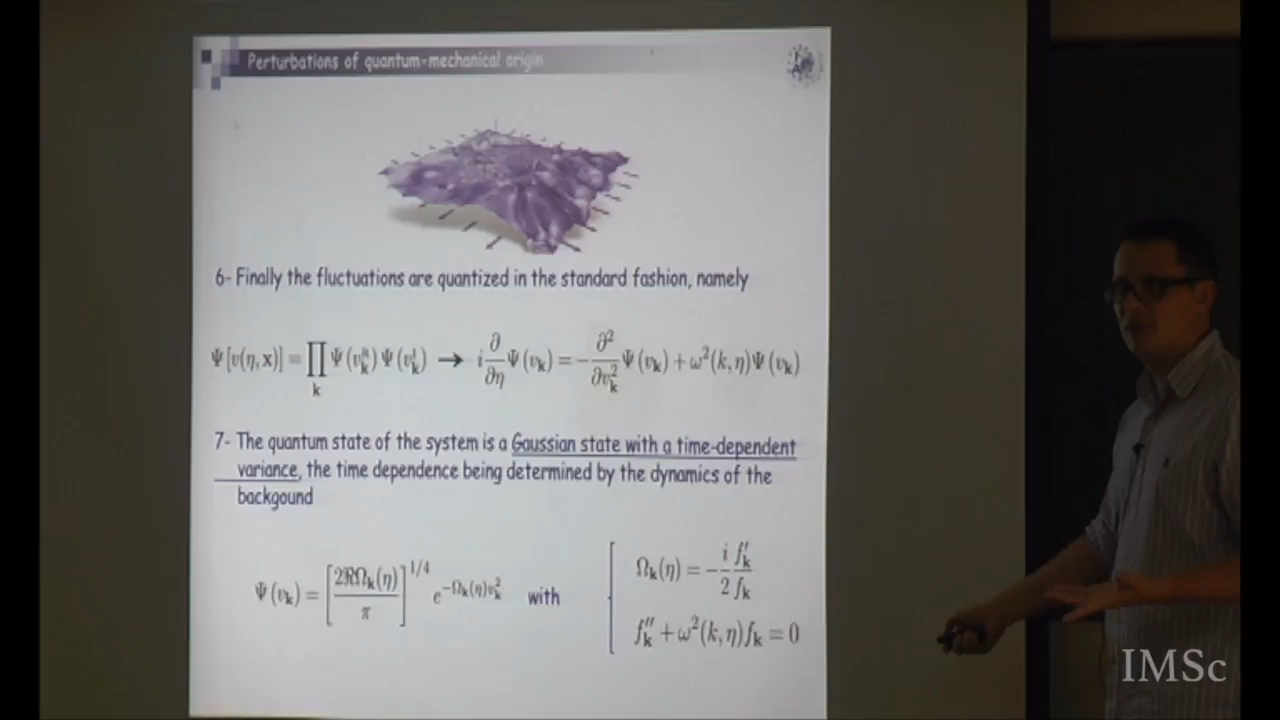 Perturbations of quantum-mechanical origin
6- Finally the fluctuations are quantized in the standard fashion, namely
Ψ[v(η, x)] = ∏_k Ψ(v_k^R) Ψ(v_k^I) → i ∂/∂η Ψ(v_k) = −∂²/∂v_k² Ψ(v_k) + ω²(k, η)Ψ(v_k)
7- The quantum state of the system is a Gaussian state with a time-dependent
variance, the time dependence being determined by the dynamics of the
backgound
Ψ(v_k) = [2ℜΩ_k(η)/π]^1/4 e^−Ω_k(η)v_k² with
Ω_k(η) = −i/2 f_k′/f_k
f_k″ + ω²(k, η)f_k = 0
IMSc